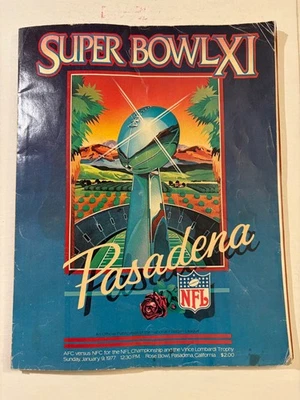 SUPER BOWL XI
Pasadena
NFL
AFC versus NFC for the NFL Championship and the Vince Lombardi Trophy
Sunday, January 9, 1977 12:30 PM Rose Bowl, Pasadena, California $2.00